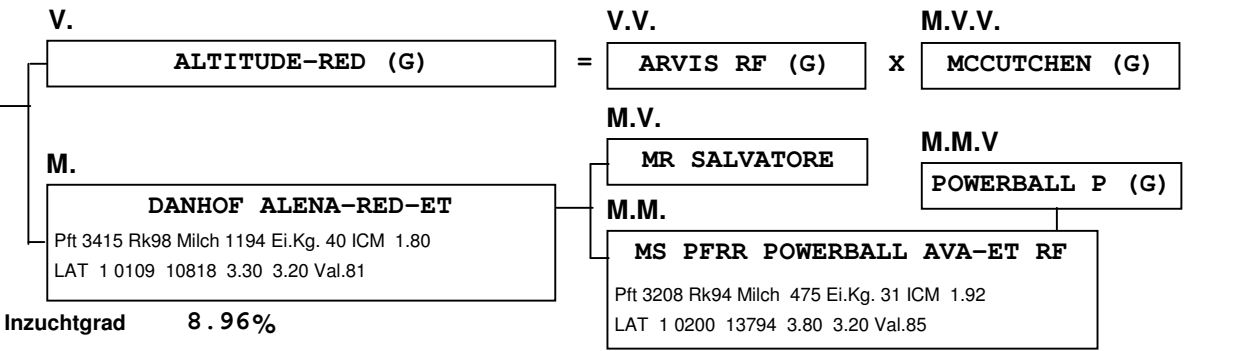 V.
V.V.
M.V.V.
ALTITUDE-RED (G)
=
ARVIS RF (G)
X
MCCUTCHEN (G)
M.V.
MR SALVATORE
M.M.V
POWERBALL P (G)
M.
DANHOF ALENA-RED-ET
Pft 3415 Rk98 Milch 1194 Ei.Kg. 40 ICM 1.80
LAT 1 0109 10818 3.30 3.20 Val.81
M.M.
MS PFRR POWERBALL AVA-ET RF
Pft 3208 Rk94 Milch 475 Ei.Kg. 31 ICM 1.92
LAT 1 0200 13794 3.80 3.20 Val.85
Inzuchtgrad 8.96%